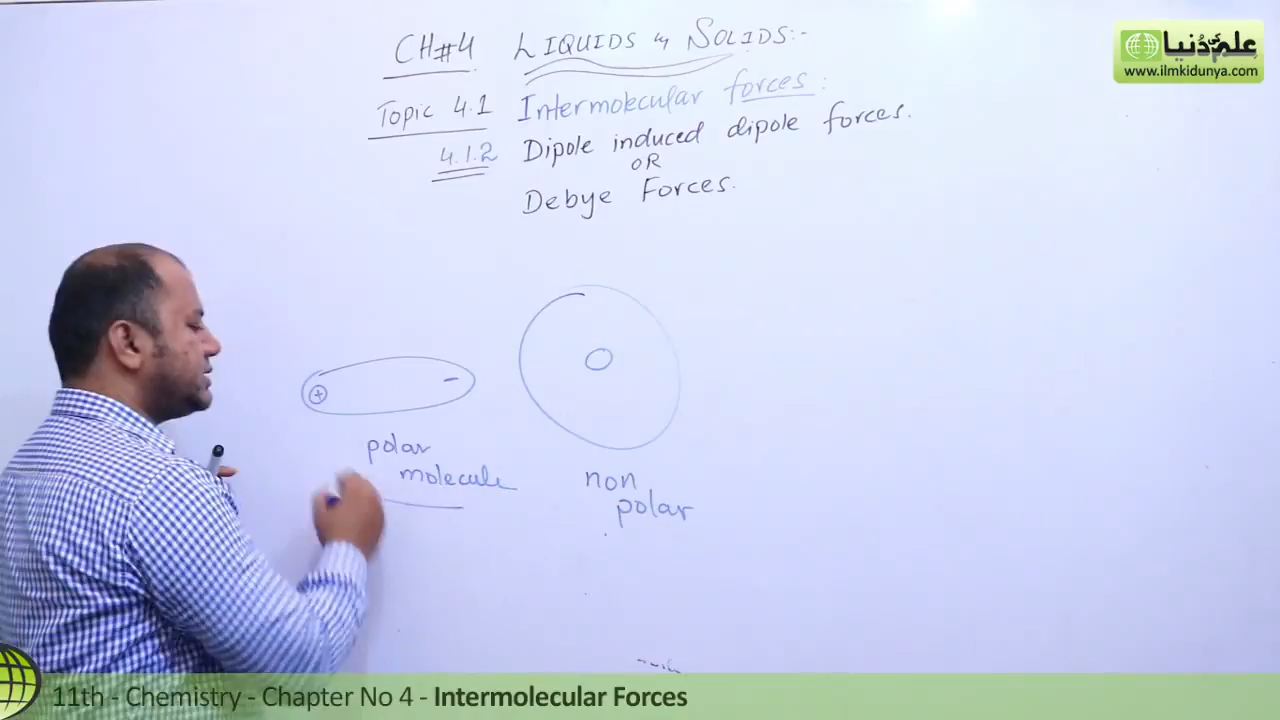 CH#4 LIQUIDS & SOLIDS:-
علم کی دُنیا
www.ilmkidunya.com
Topic 4.1 Intermolecular forces:
4.1.2 Dipole induced dipole forces.
OR
Debye Forces.
+ -
polar
molecule
non
polar
11th - Chemistry - Chapter No 4 - Intermolecular Forces